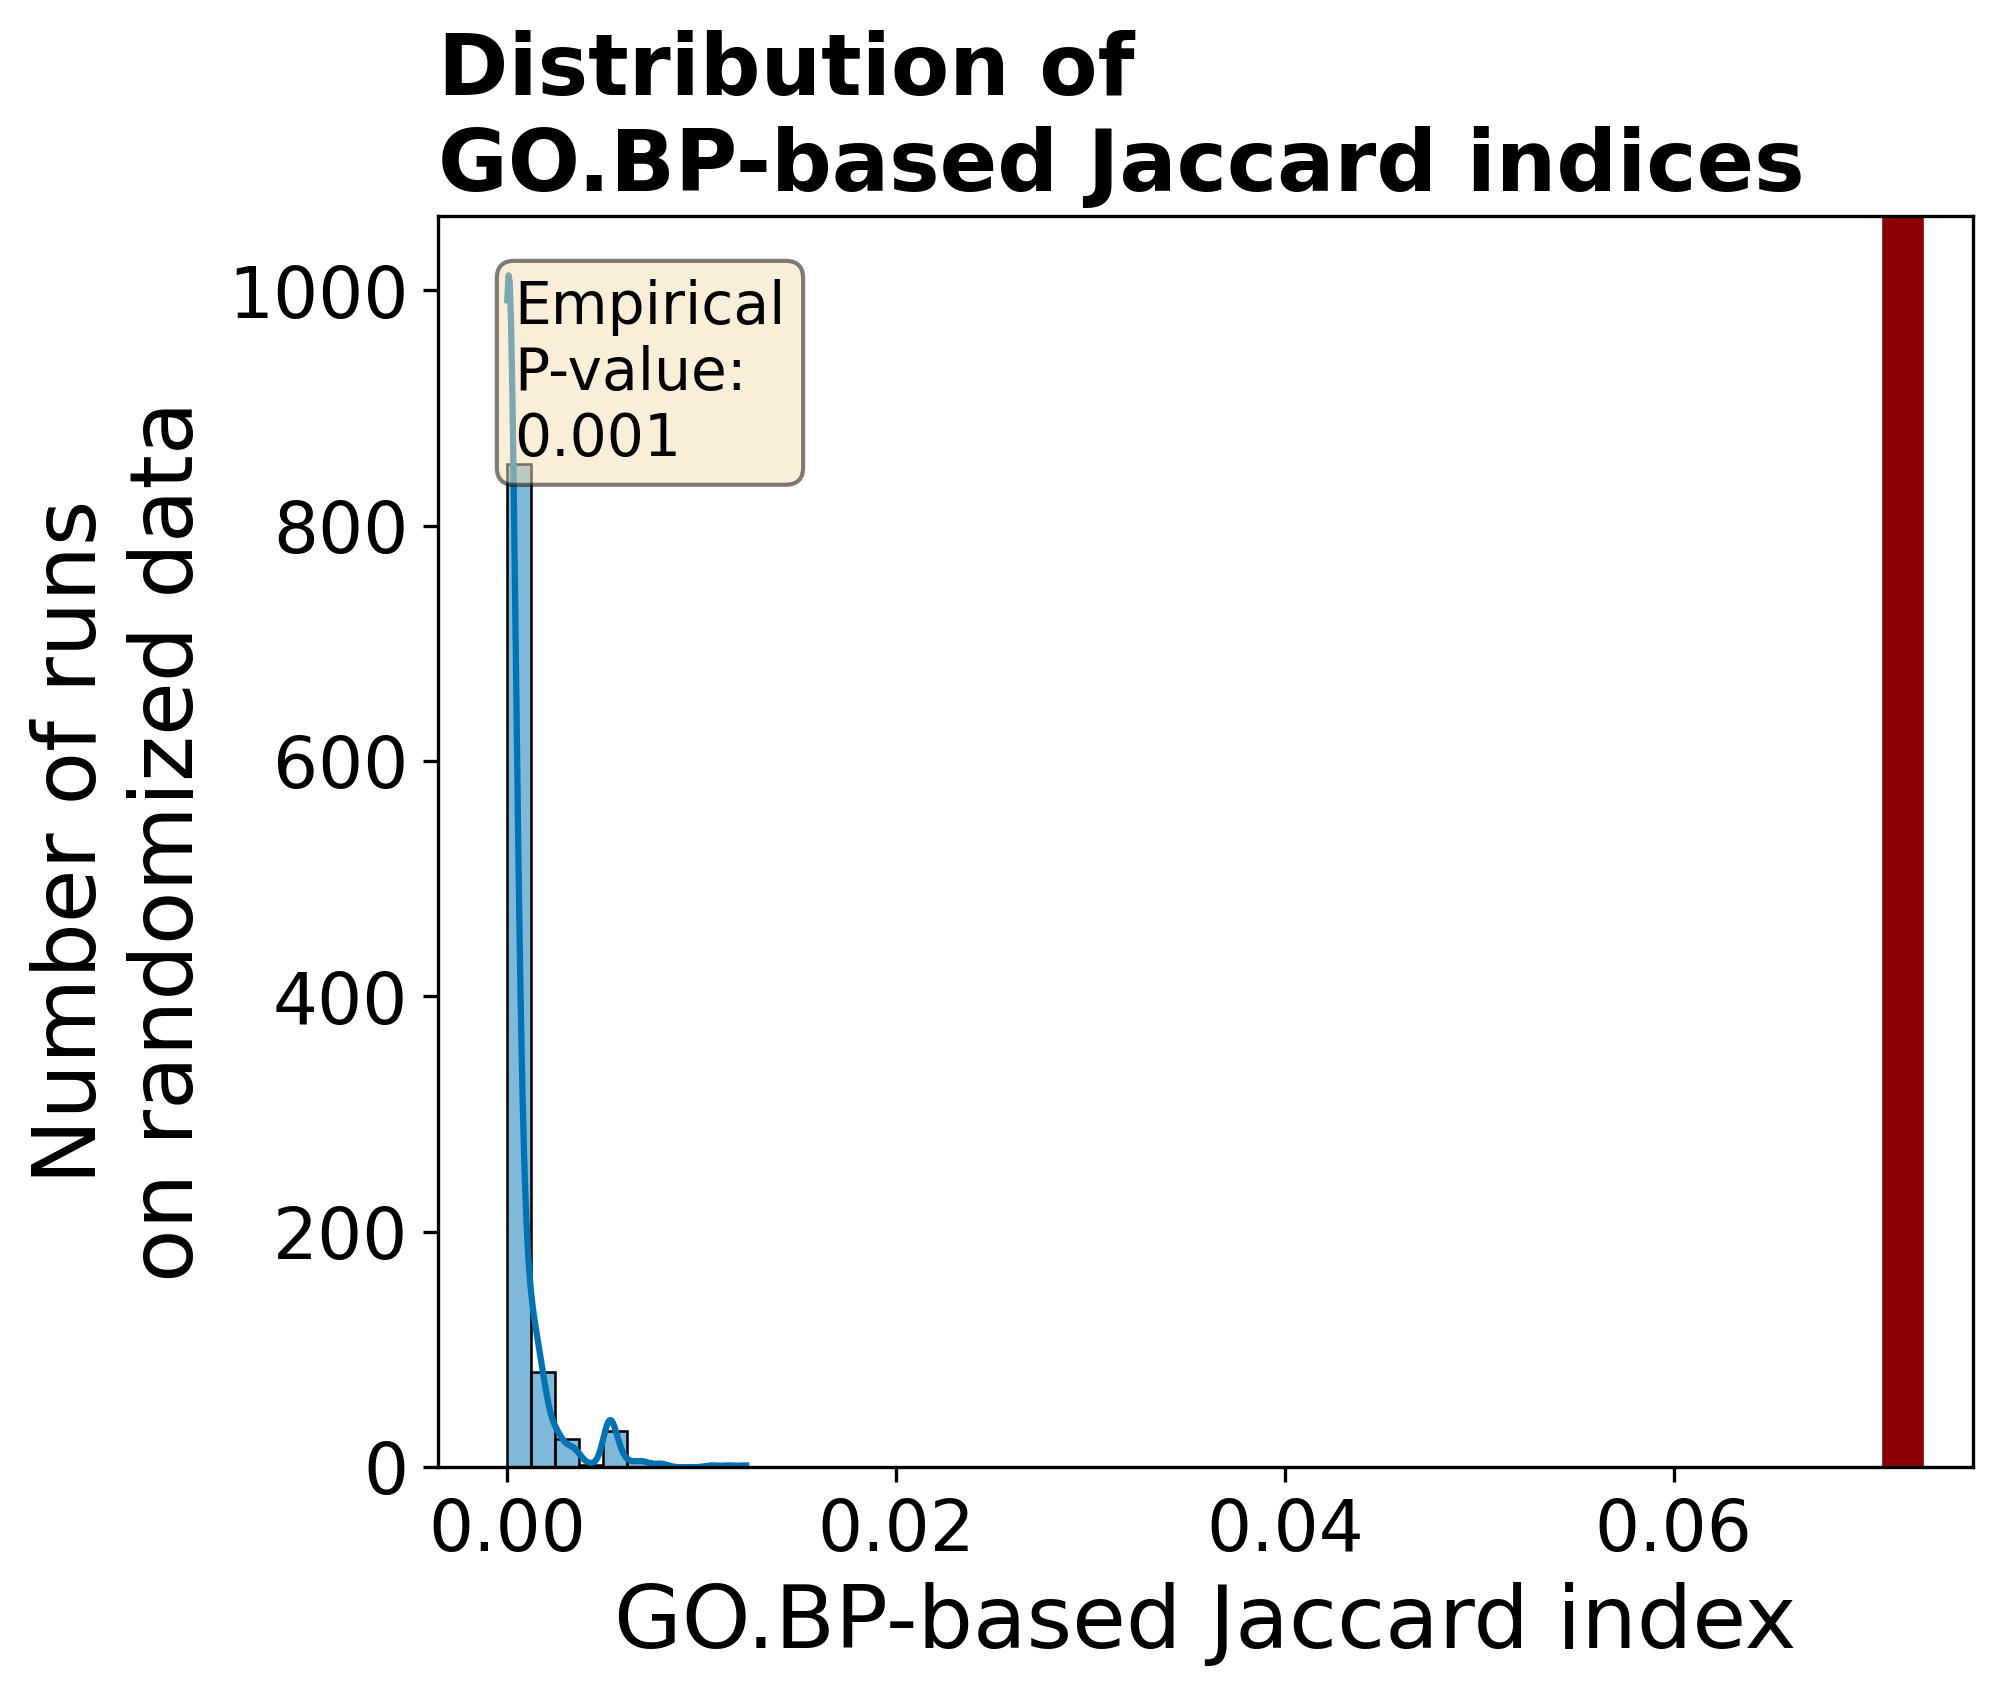 Distribution of
GO.BP-based Jaccard indices
Empirical
P-value:
0.001
Number of runs
on randomized data
1000
800
600
400
200
0
0.00
0.02
0.04
0.06
GO.BP-based Jaccard index